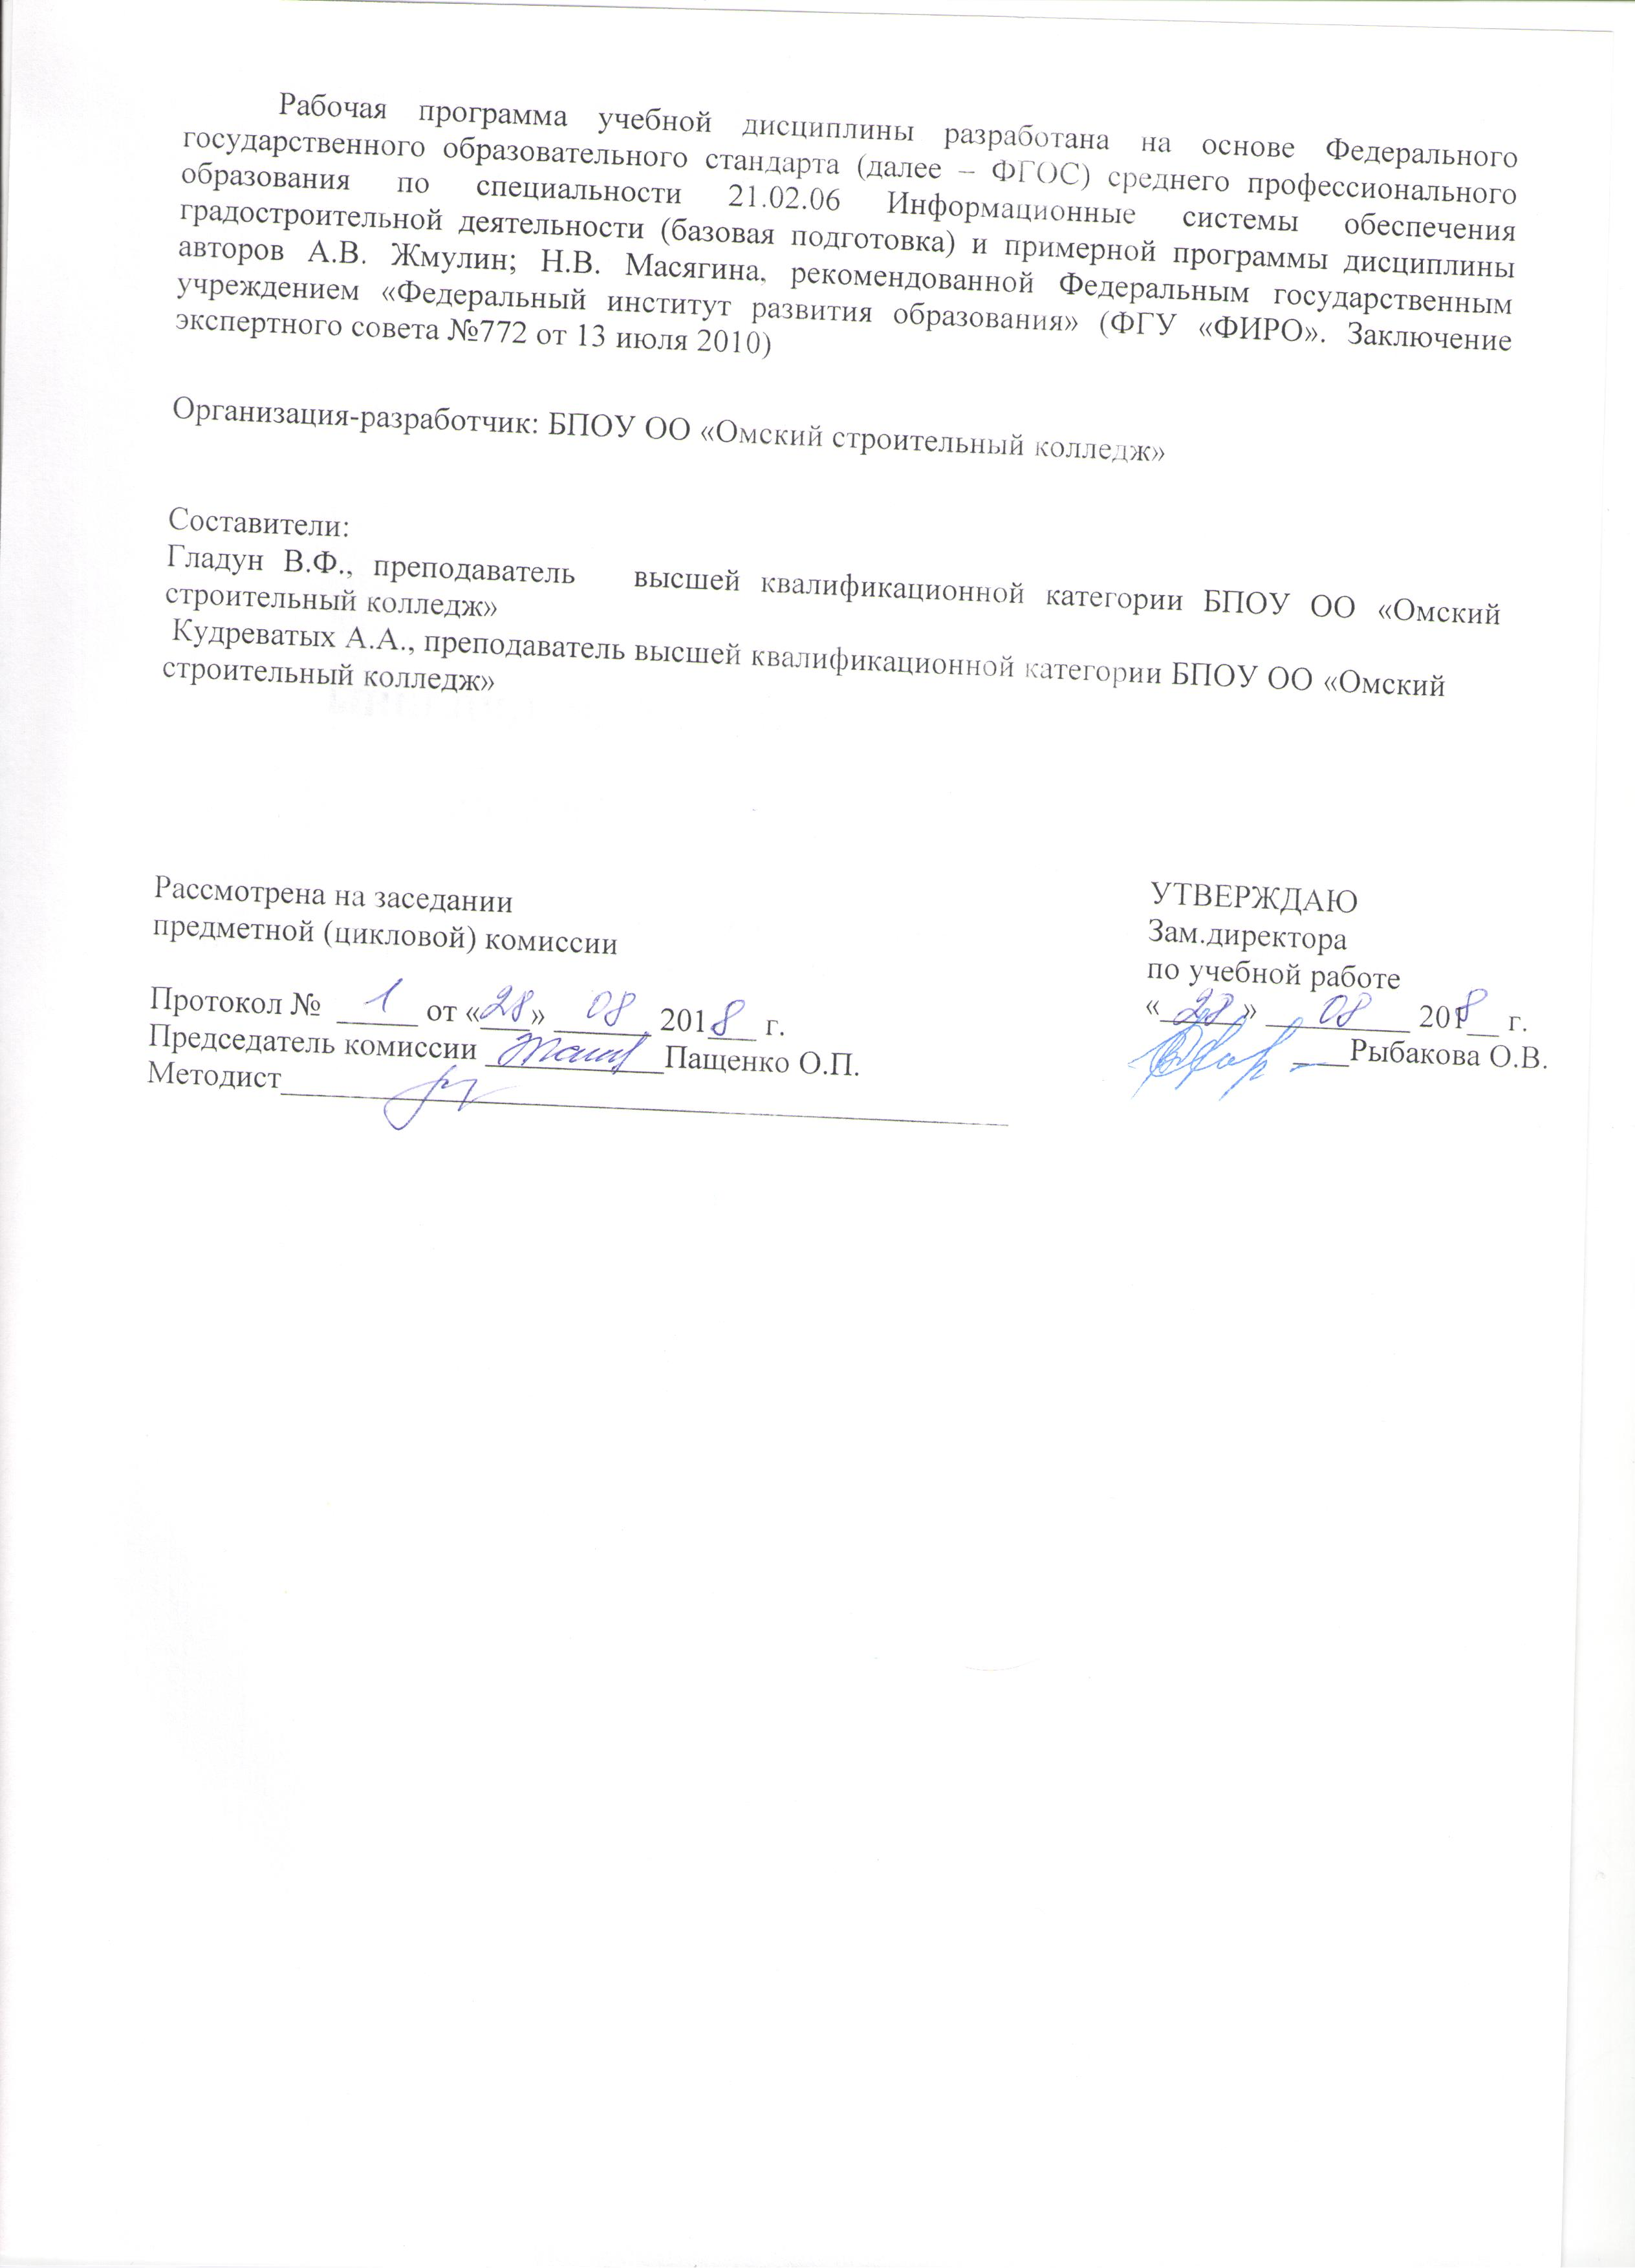 Рабочая программа учебной дисциплины разработана на основе Федерального
государственного образовательного стандарта (далее – ФГОС) среднего профессионального
образования по специальности 21.02.06 Информационные системы обеспечения
градостроительной деятельности (базовая подготовка) и примерной программы дисциплины
авторов А.В. Жмулин; Н.В. Масягина, рекомендованной Федеральным государственным
учреждением «Федеральный институт развития образования» (ФГУ «ФИРО». Заключение
экспертного совета №772 от 13 июля 2010)
Организация-разработчик: БПОУ ОО «Омский строительный колледж»
Составители:
Гладун В.Ф., преподаватель высшей квалификационной категории БПОУ ОО «Омский
строительный колледж»
Кудреватых А.А., преподаватель высшей квалификационной категории БПОУ ОО «Омский
строительный колледж»
Рассмотрена на заседании
предметной (цикловой) комиссии
Протокол № 1 от «28» 08 2018 г.
Председатель комиссии Пащенко О.П.
Методист
УТВЕРЖДАЮ
Зам.директора
по учебной работе
«28» 08 2018 г.
Рыбакова О.В.